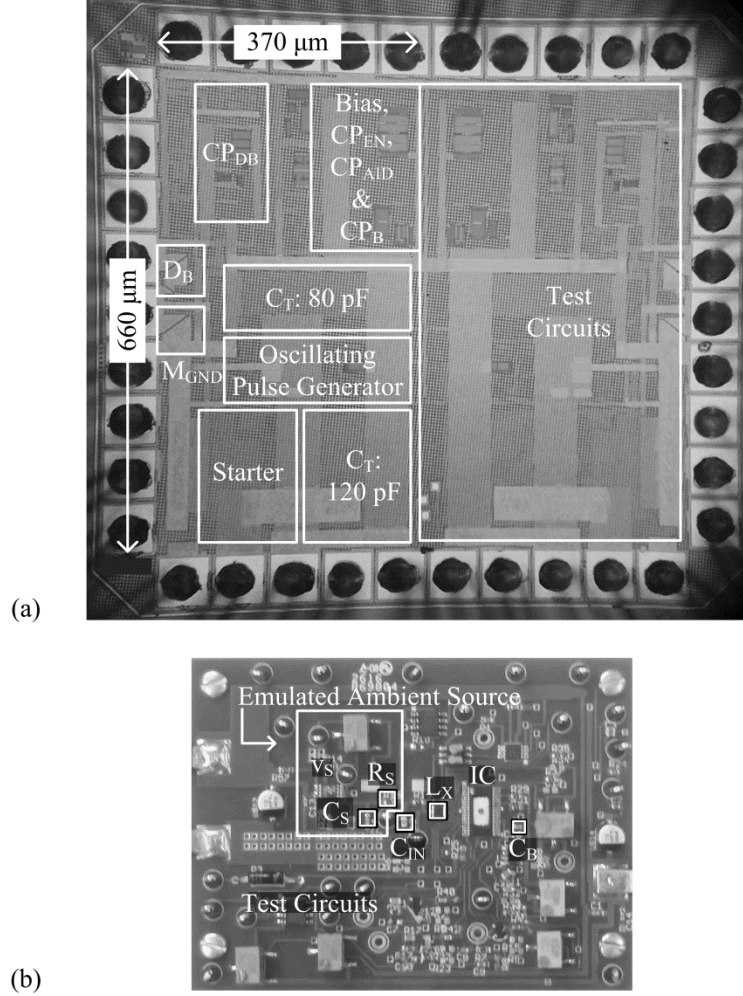 370 μm
660 μm
CP_DB
Bias,
CP_EN,
CP_AID
&
CP_B
D_B
M_GND
C_T: 80 pF
Oscillating
Pulse Generator
Starter
C_T:
120 pF
Test
Circuits
(a)
Emulated Ambient Source
v_S
R_S
C_S
C_IN
L_X
IC
C_B
Test Circuits
(b)